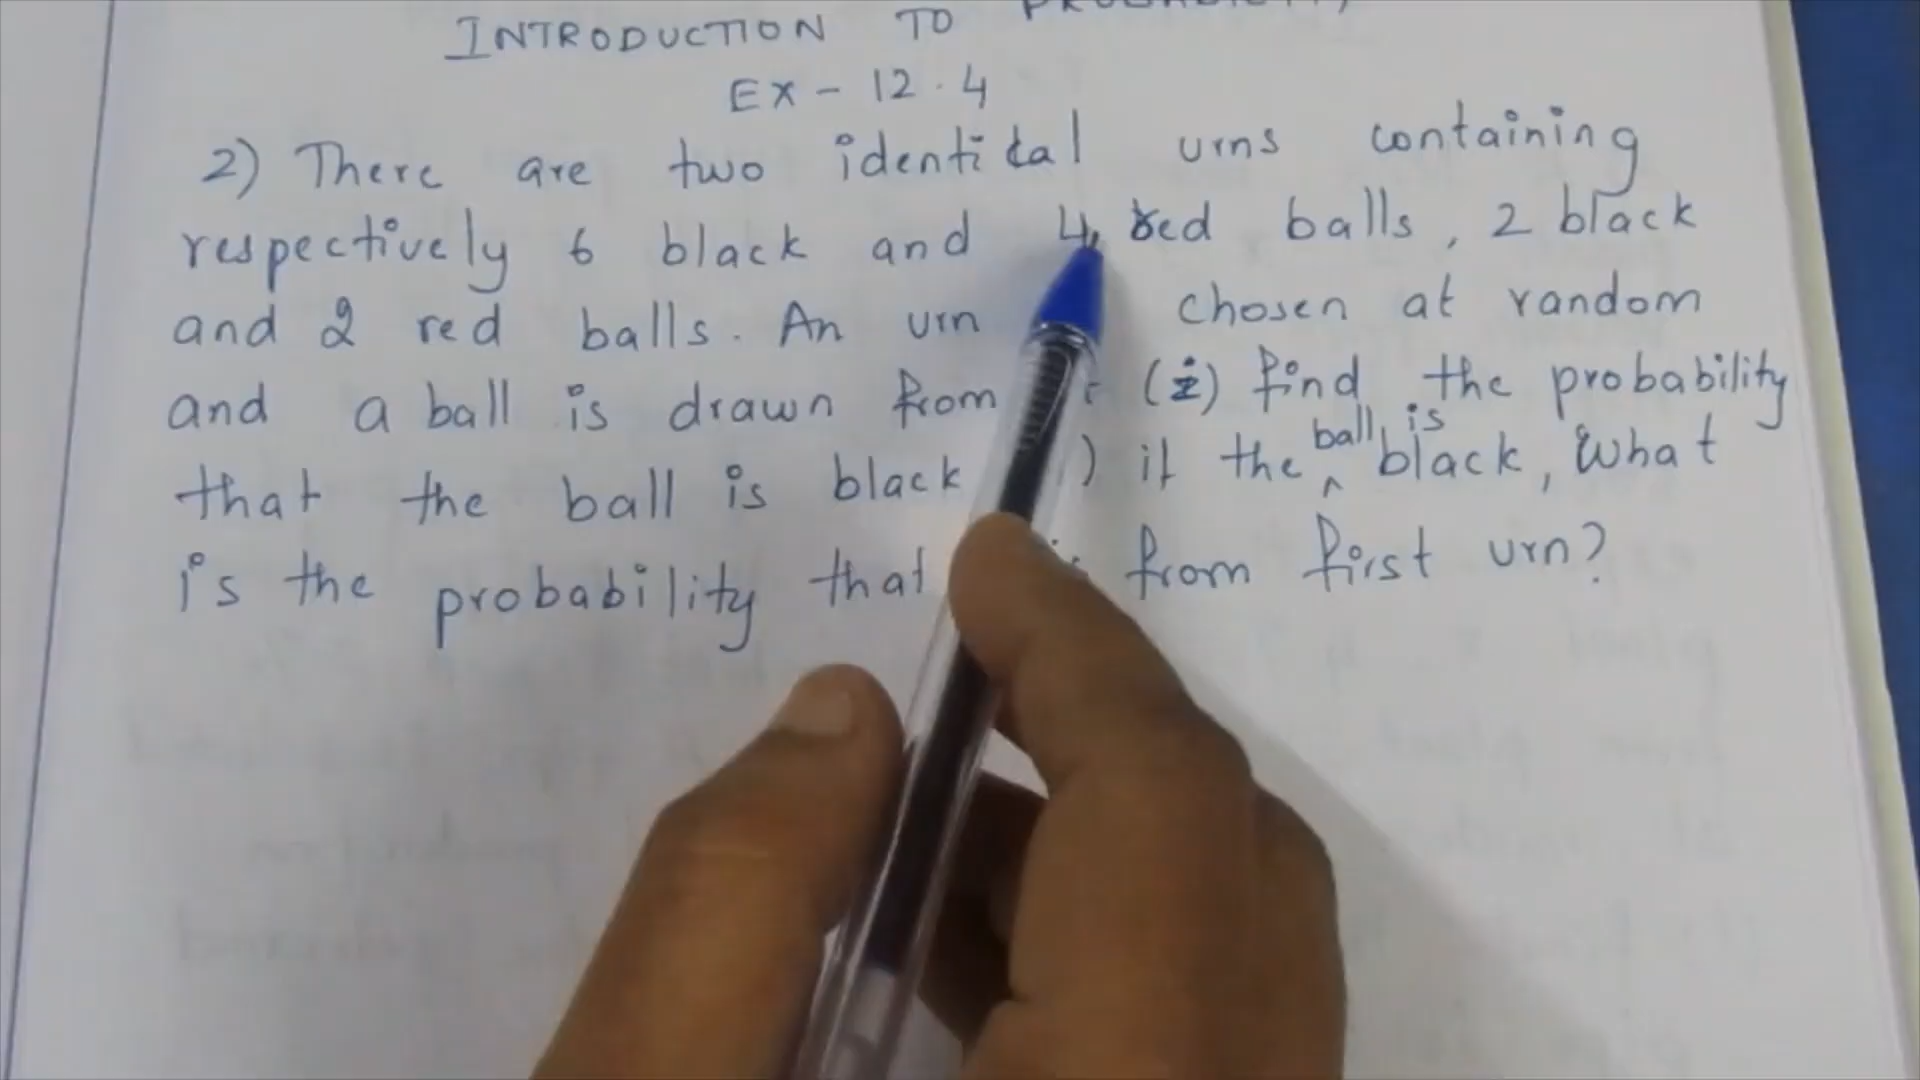 INTRODUCTION TO PROBABILITY
EX - 12.4
2) There are two identical urns containing
respectively 6 black and 4 red balls, 2 black
and 2 red balls. An urn chosen at random
and a ball is drawn from (i) find the probability
that the ball is black ) if the ball is black, What
is the probability that from first urn?